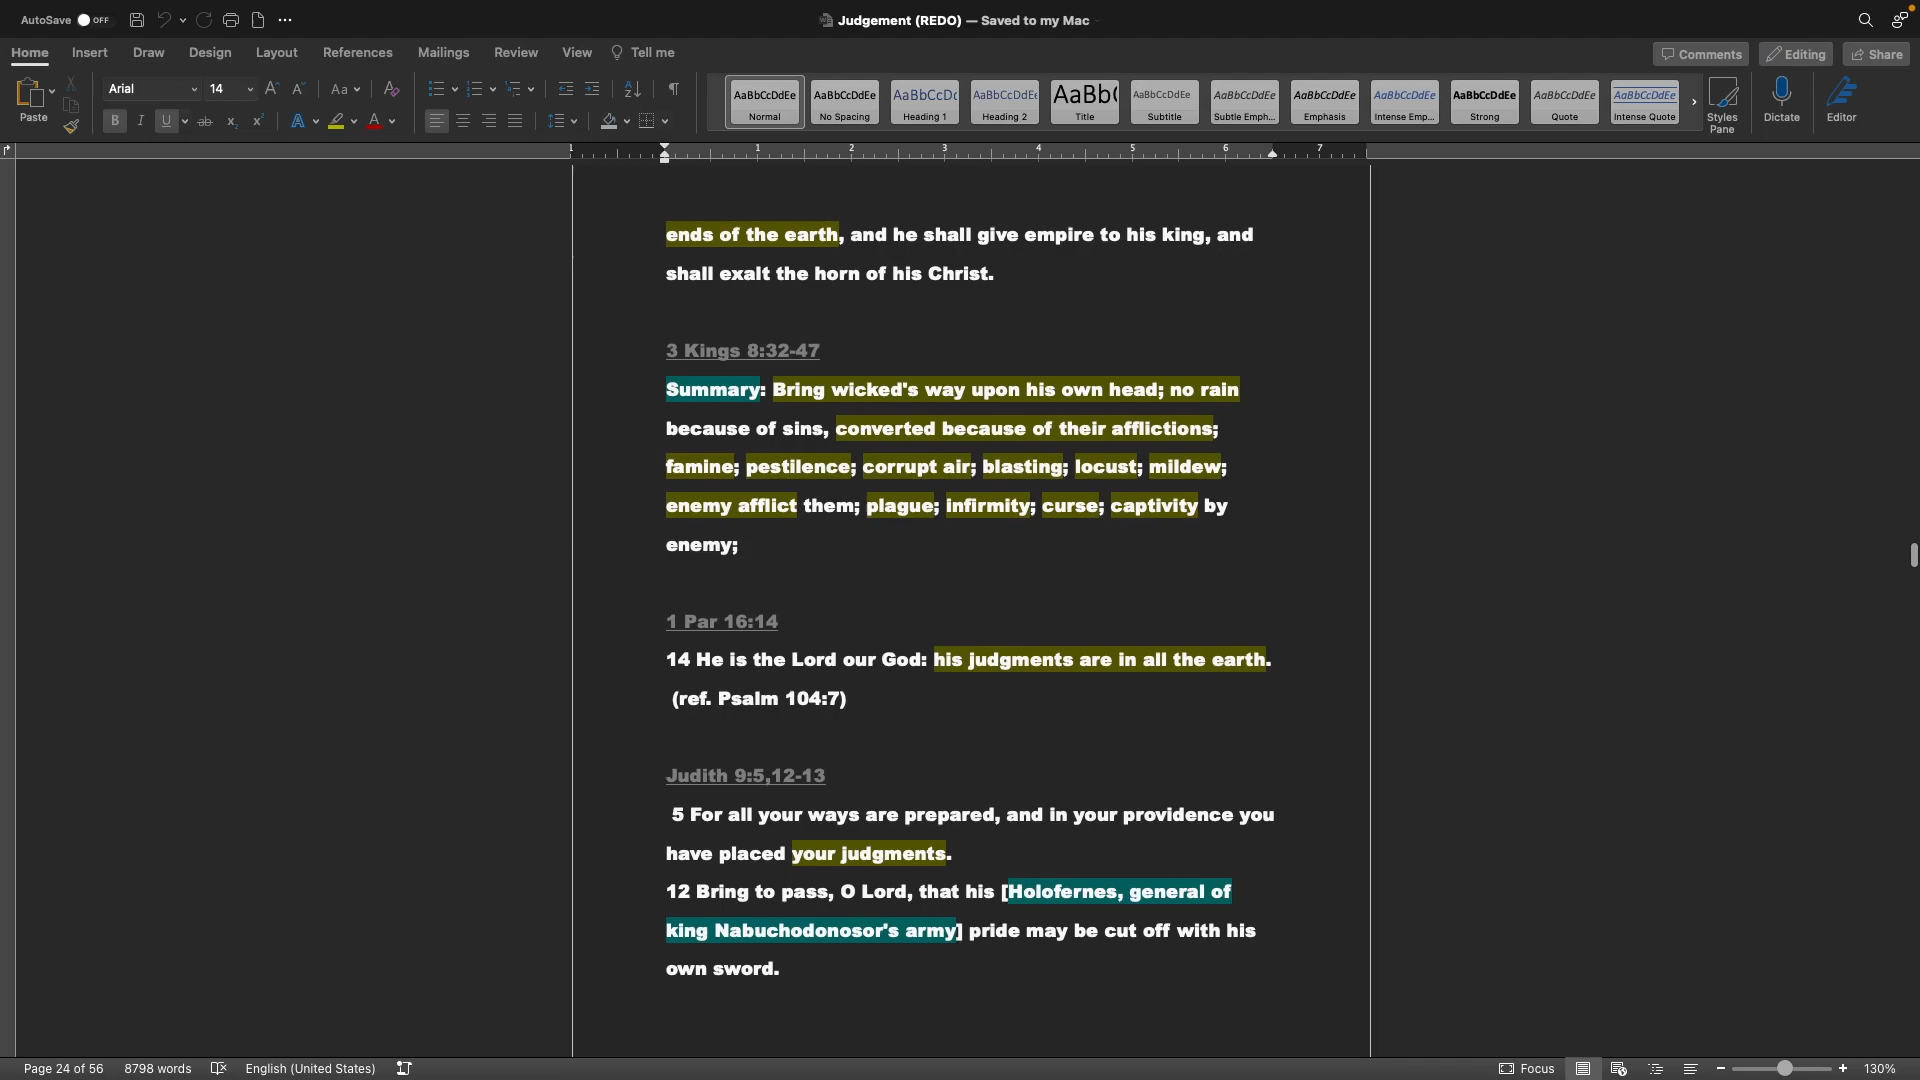 AutoSave OFF
Judgement (REDO) — Saved to my Mac
Home Insert Draw Design Layout References Mailings Review View Tell me
Comments Editing Share
Paste
Arial 14
Aa
AaBbCcDdEe AaBbCcDdEe AaBbCcDc AaBbCcDdEe AaBb( AaBbCcDdEe AaBbCcDdEe AaBbCcDdEe AaBbCcDdEe AaBbCcDdEe AaBbCcDdEe AaBbCcDdEe
Normal No Spacing Heading 1 Heading 2 Title Subtitle Subtle Emph... Emphasis Intense Emp... Strong Quote Intense Quote
Styles Pane
Dictate
Editor
1 1 2 3 4 5 6 7
ends of the earth, and he shall give empire to his king, and
shall exalt the horn of his Christ.
3 Kings 8:32-47
Summary: Bring wicked's way upon his own head; no rain
because of sins, converted because of their afflictions;
famine; pestilence; corrupt air; blasting; locust; mildew;
enemy afflict them; plague; infirmity; curse; captivity by
enemy;
1 Par 16:14
14 He is the Lord our God: his judgments are in all the earth.
(ref. Psalm 104:7)
Judith 9:5,12-13
5 For all your ways are prepared, and in your providence you
have placed your judgments.
12 Bring to pass, O Lord, that his [Holofernes, general of
king Nabuchodonosor's army] pride may be cut off with his
own sword.
Page 24 of 56 8798 words English (United States) Focus 130%